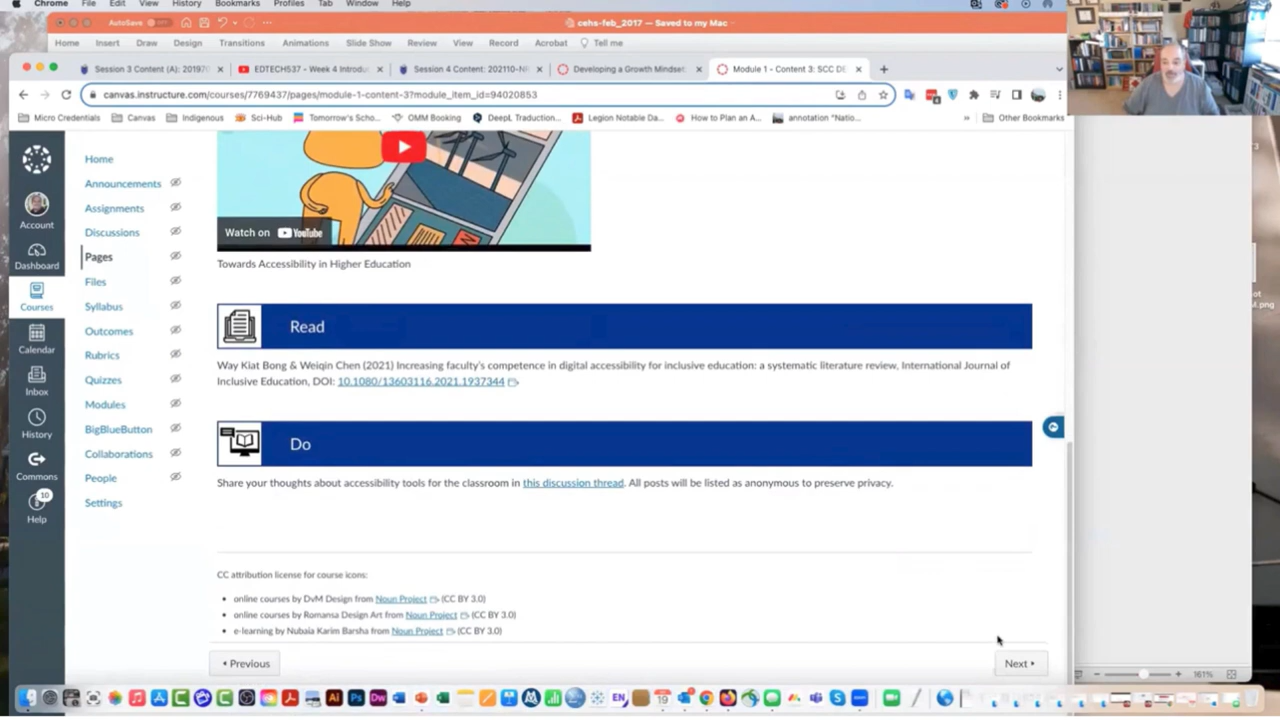 Chrome File Edit View History Bookmarks Profiles Tab Window Help
AutoSave cehs-feb_2017 — Saved to my Mac
Home Insert Draw Design Transitions Animations Slide Show Review View Record Acrobat Tell me
Session 3 Content (A): 20197 EDTECH537 - Week 4 Introdu Session 4 Content: 202110-N Developing a Growth Mindset: Module 1 - Content 3: SCC DE
canvas.instructure.com/courses/7769437/pages/module-1-content-3?module_item_id=94020853
Micro Credentials Canvas Indigenous Sci-Hub Tomorrow's Scho... OMM Booking DeepL Traduction... Legion Notable Da... How to Plan an A... annotation "Natio... » Other Bookmarks
Account
Dashboard
Courses
Calendar
Inbox
History
Commons
10
Help
Home
Announcements
Assignments
Discussions
Pages
Files
Syllabus
Outcomes
Rubrics
Quizzes
Modules
BigBlueButton
Collaborations
People
Settings
Watch on YouTube
Towards Accessibility in Higher Education
Read
Way Kiat Bong & Weiqin Chen (2021) Increasing faculty's competence in digital accessibility for inclusive education: a systematic literature review, International Journal of
Inclusive Education, DOI: 10.1080/13603116.2021.1937344
Do
Share your thoughts about accessibility tools for the classroom in this discussion thread. All posts will be listed as anonymous to preserve privacy.
CC attribution license for course icons:
• online courses by DvM Design from Noun Project (CC BY 3.0)
• online courses by Romansa Design Art from Noun Project (CC BY 3.0)
• e-learning by Nubaia Karim Barsha from Noun Project (CC BY 3.0)
Previous
Next
161%